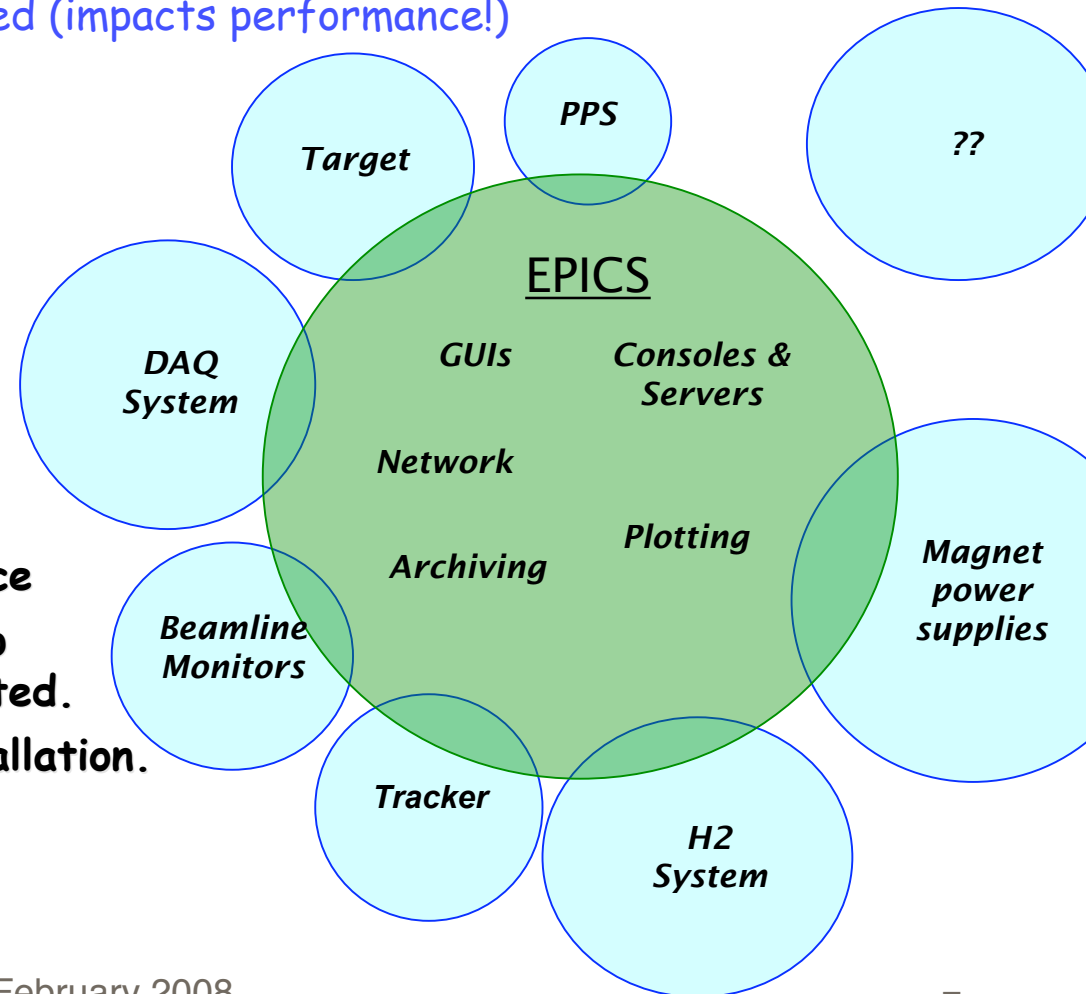 ed (impacts performance!)
PPS
Target
??
EPICS
GUIs
Consoles &
Servers
DAQ
System
Network
Plotting
Archiving
Magnet
power
supplies
ce
Beamline
Monitors
ted.
allation.
Tracker
H2
System
February 2008